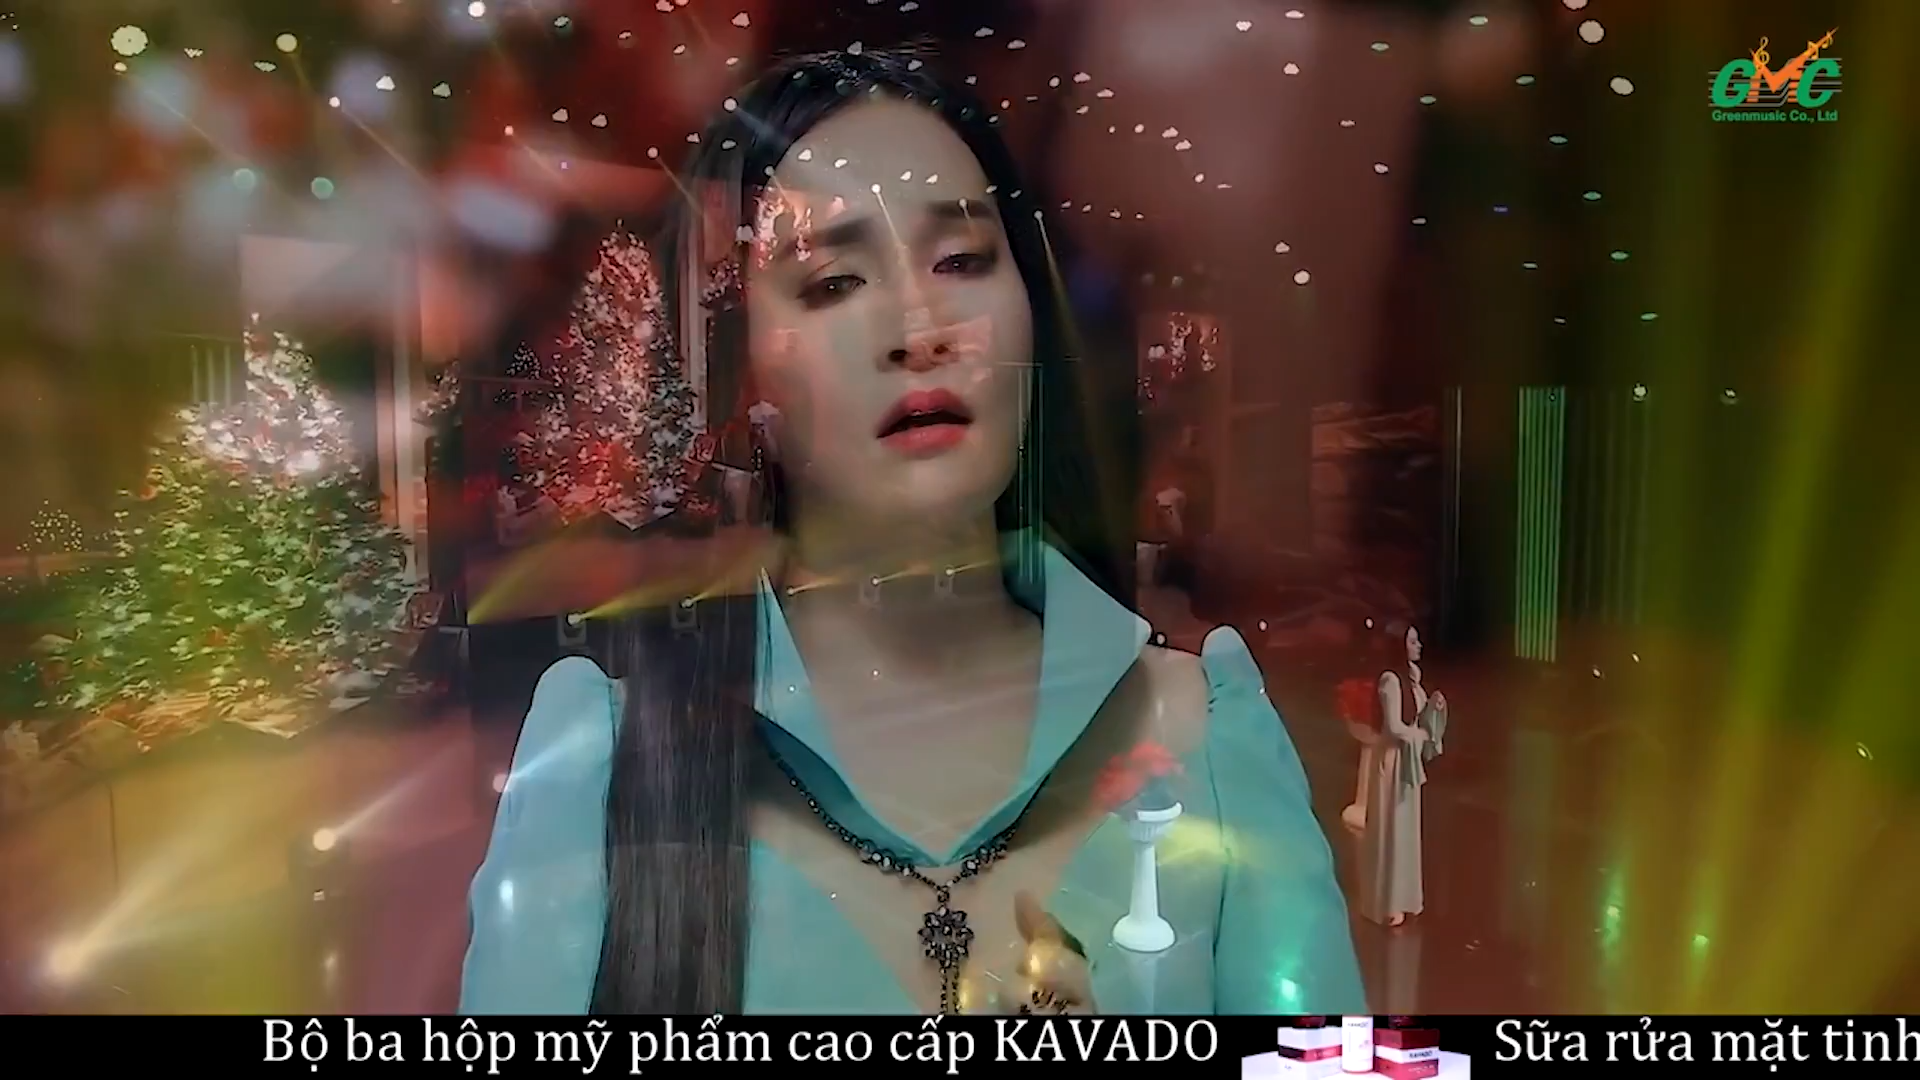 GMC
Greenmusic Co., Ltd
Bộ ba hộp mỹ phẩm cao cấp KAVADO
Sữa rửa mặt tinh